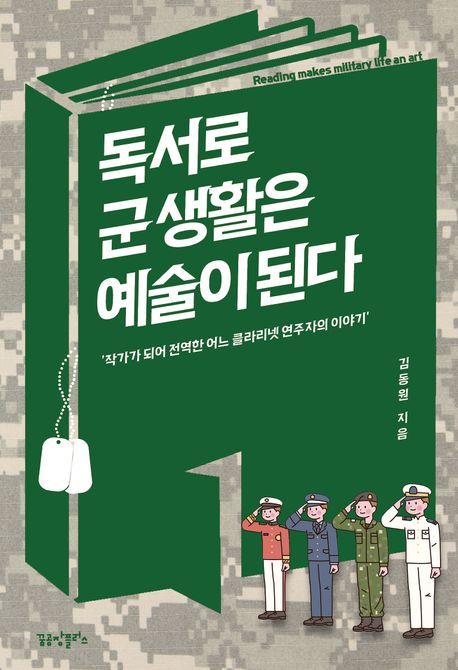 Reading makes military life an art
독서로
군 생활은
예술이 된다
'작가가 되어 전역한 어느 클라리넷 연주자의 이야기'
김동원 지음
꿈공장플러스